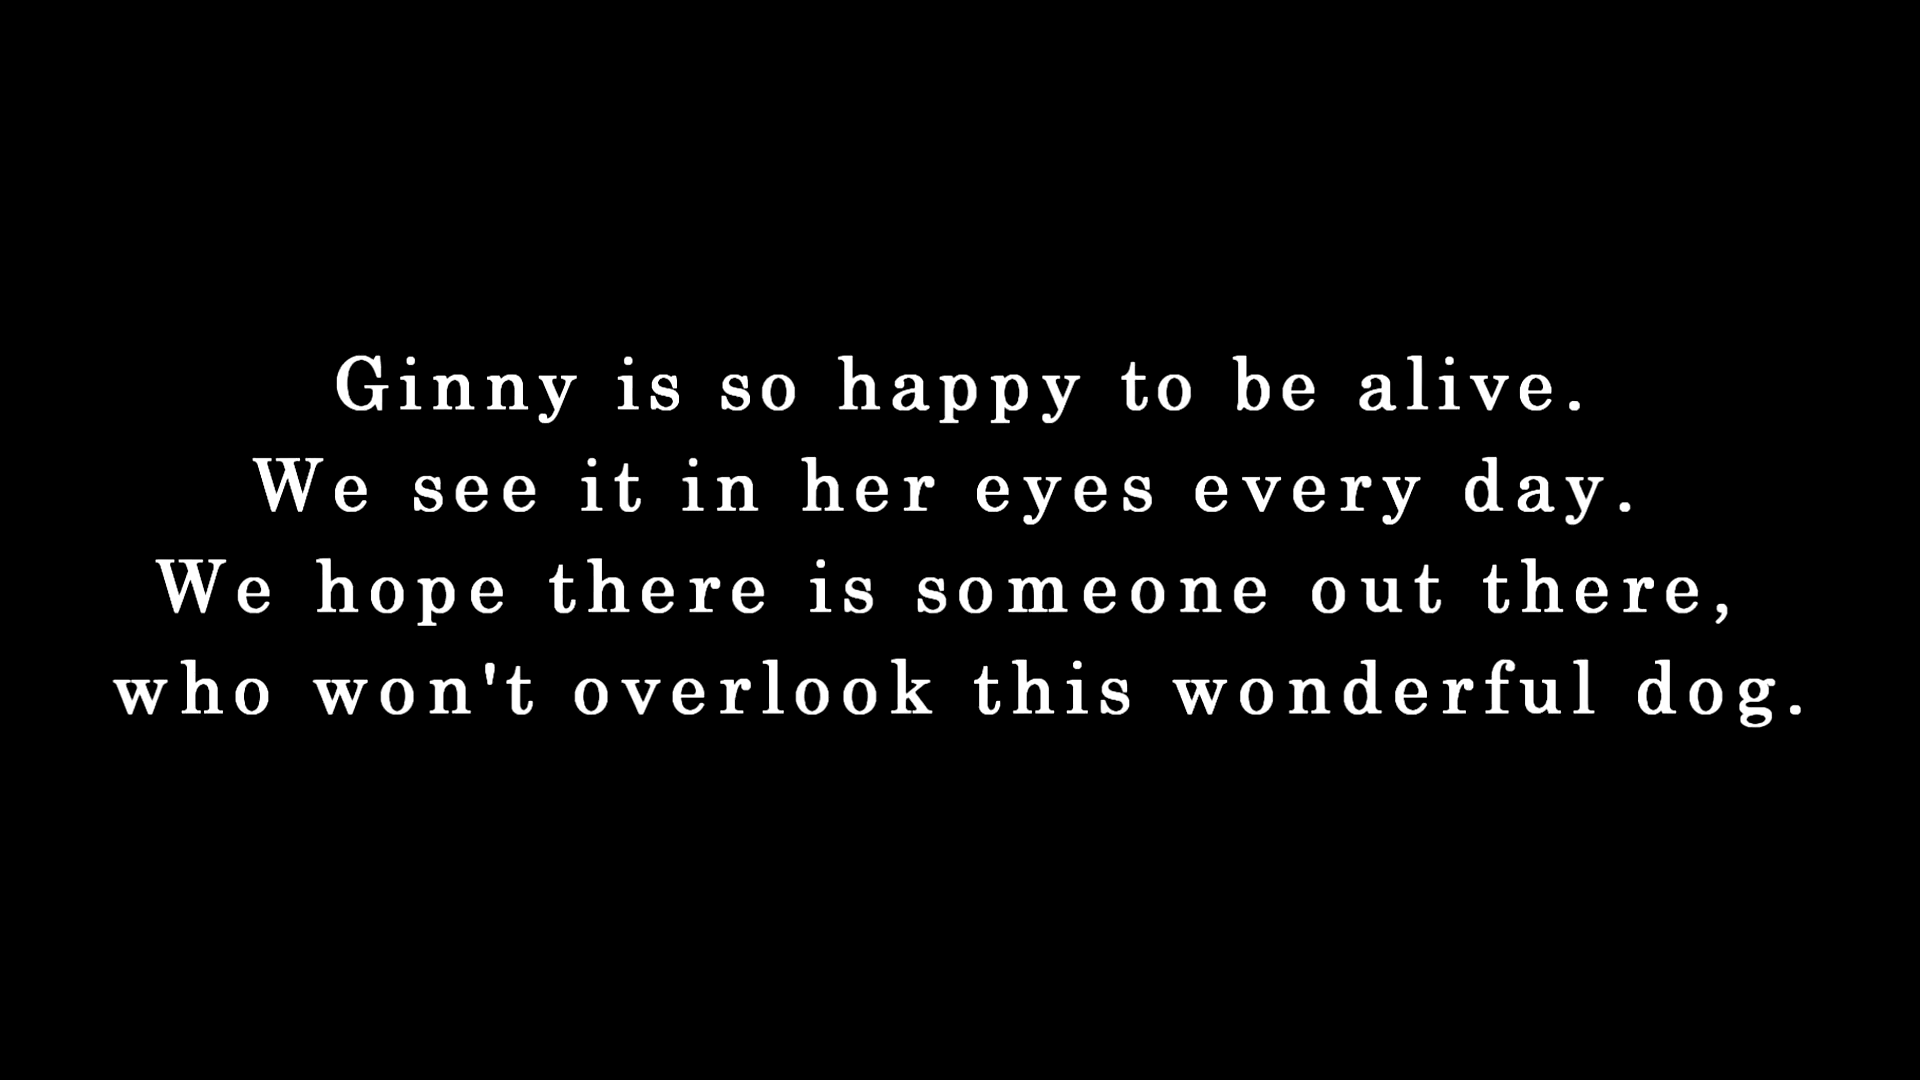 Ginny is so happy to be alive.
We see it in her eyes every day.
We hope there is someone out there,
who won't overlook this wonderful dog.